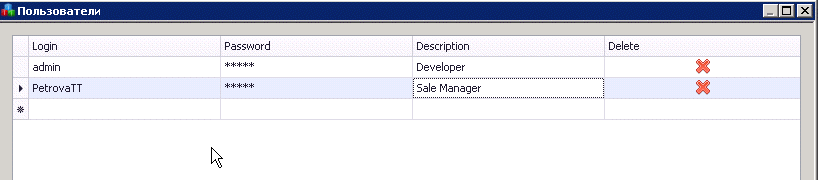 Пользователи
Login Password Description Delete
admin ***** Developer
PetrovaTT ***** Sale Manager